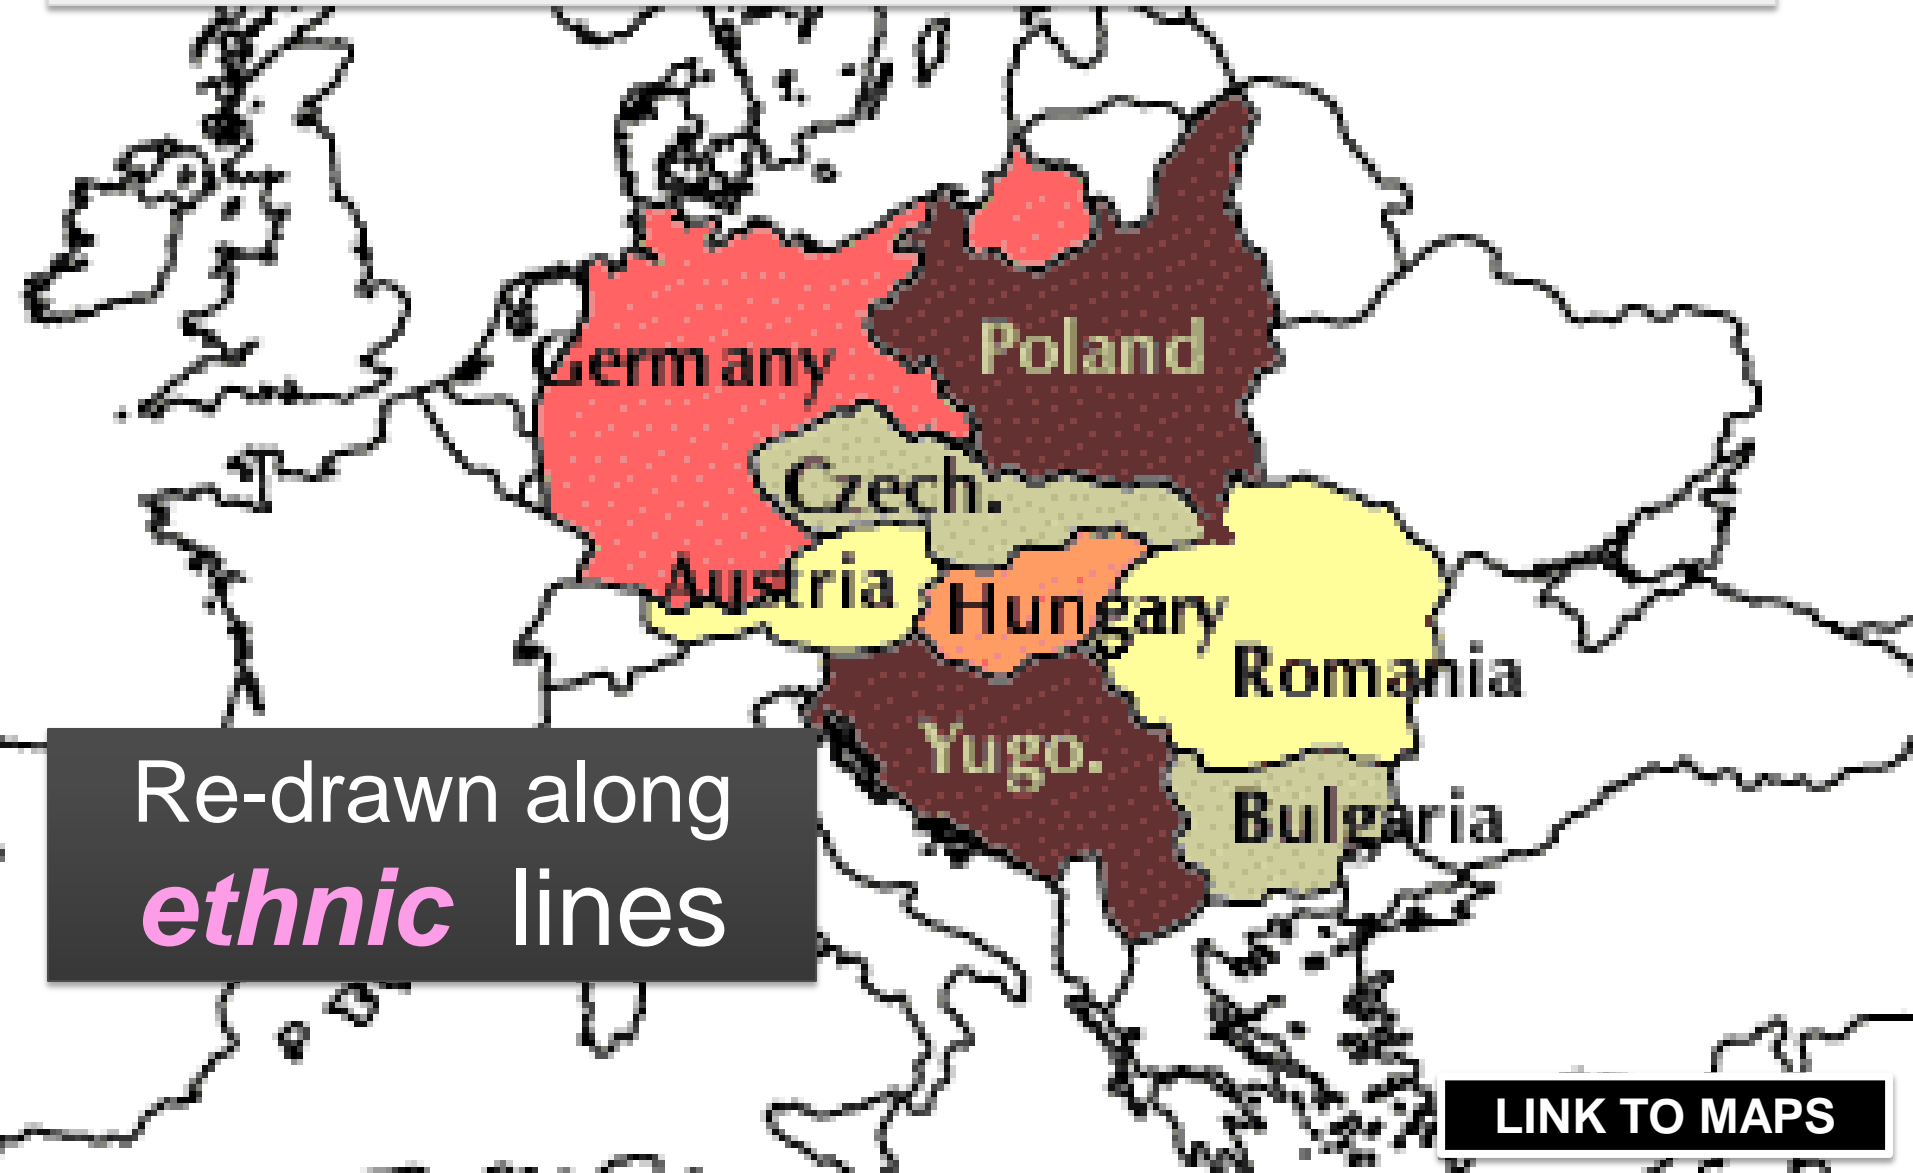 Poland
Germany
Czech.
Austria
Hungary
Romania
Yugo.
Bulgaria
Re-drawn along
ethnic lines
LINK TO MAPS